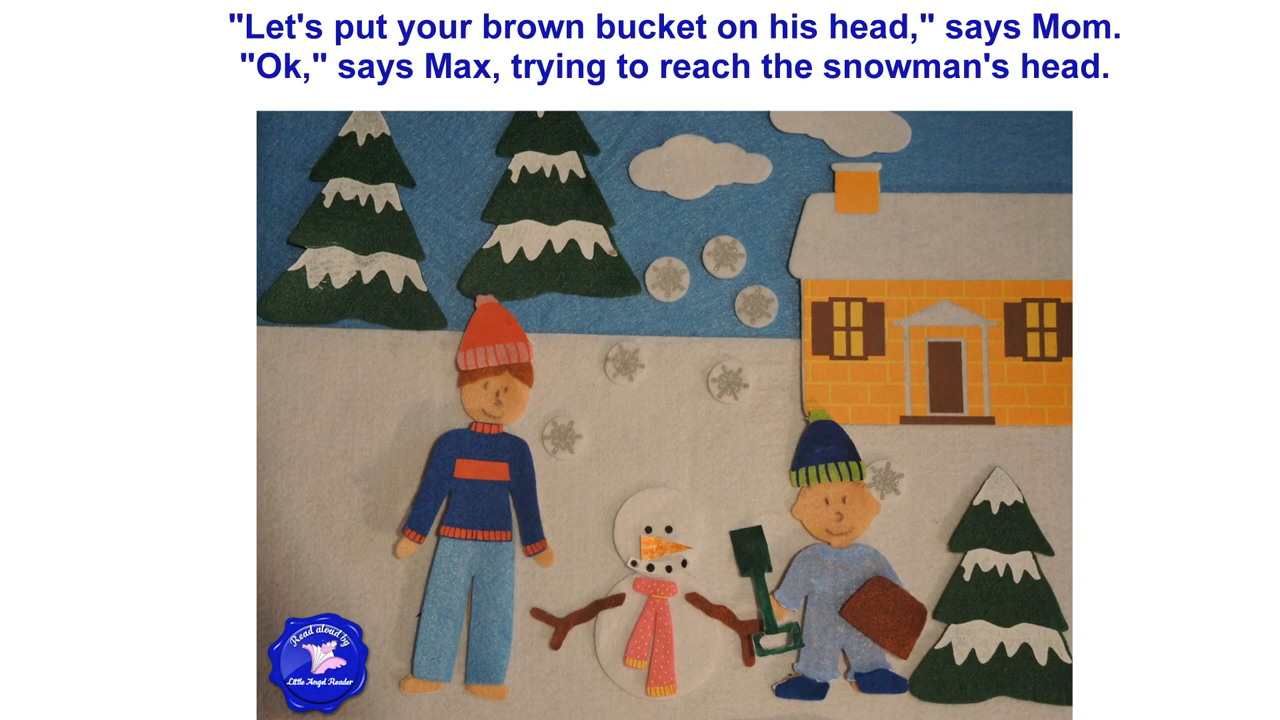 "Let's put your brown bucket on his head," says Mom.
"Ok," says Max, trying to reach the snowman's head.
Read aloud by
Little Angel Reader